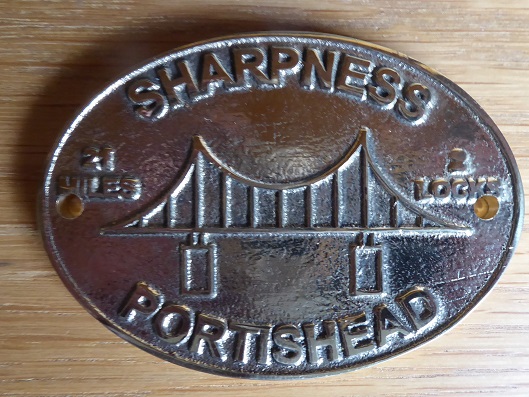 SHARPNESS
21
MILES
2
LOCKS
PORTISHEAD